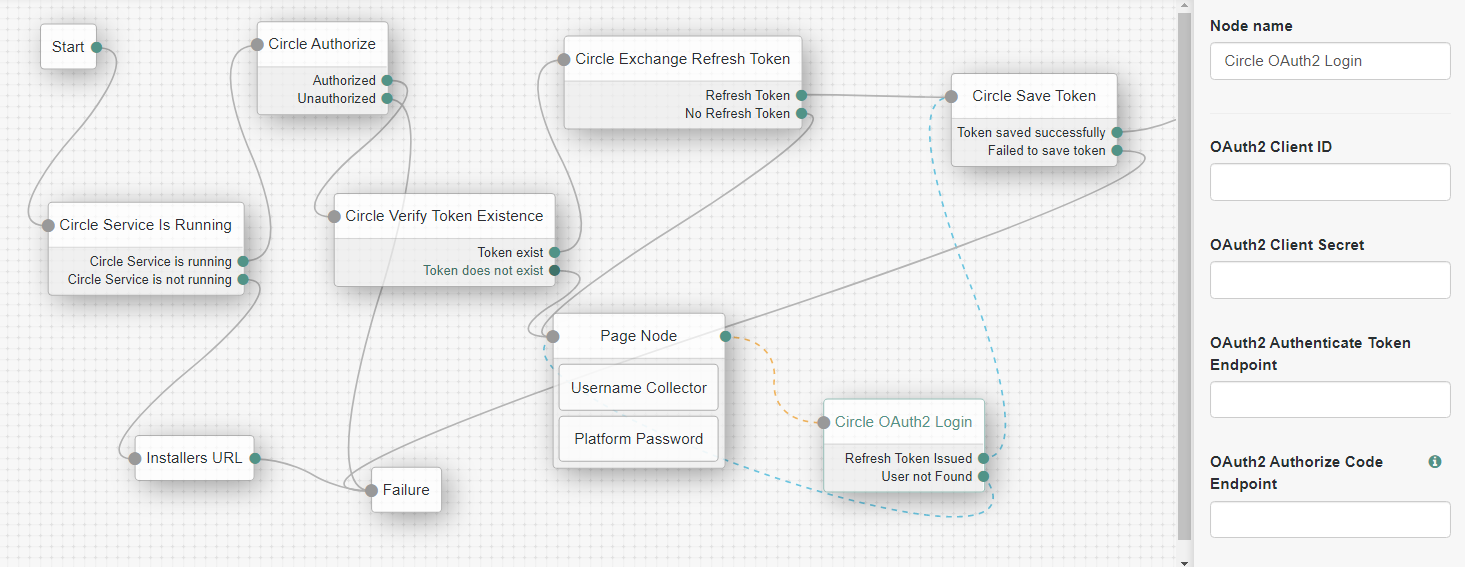 Start
Circle Authorize
Authorized
Unauthorized
Circle Exchange Refresh Token
Refresh Token
No Refresh Token
Circle Save Token
Token saved successfully
Failed to save token
Circle Service Is Running
Circle Service is running
Circle Service is not running
Circle Verify Token Existence
Token exist
Token does not exist
Page Node
Username Collector
Platform Password
Circle OAuth2 Login
Refresh Token Issued
User not Found
Installers URL
Failure
Node name
Circle OAuth2 Login
OAuth2 Client ID
OAuth2 Client Secret
OAuth2 Authenticate Token
Endpoint
OAuth2 Authorize Code
Endpoint